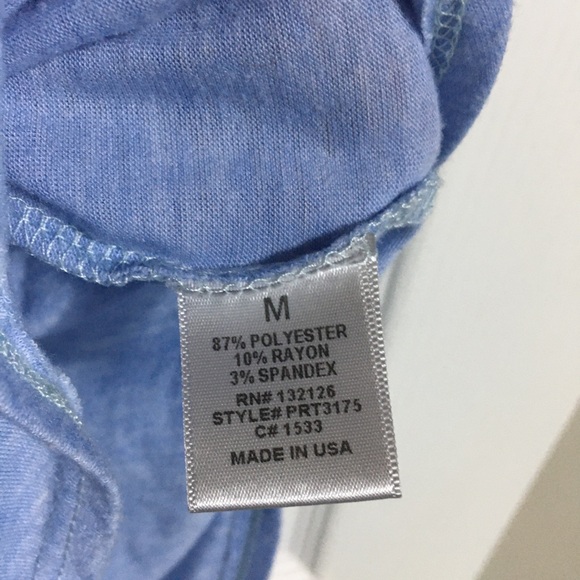 M
87% POLYESTER
10% RAYON
3% SPANDEX
RN# 132126
STYLE# PRT3175
C# 1533
MADE IN USA